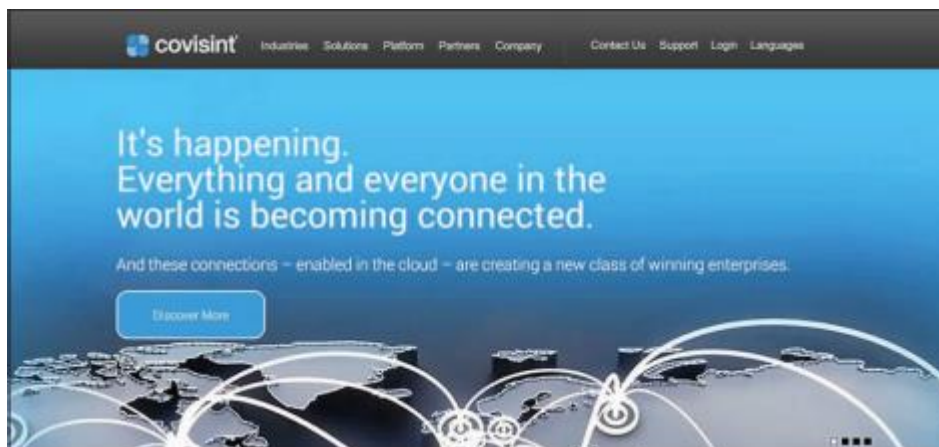 covisint Industries Solutions Platform Partners Company Contact Us Support Login Languages
It's happening.
Everything and everyone in the
world is becoming connected.
And these connections – enabled in the cloud – are creating a new class of winning enterprises.
Discover More